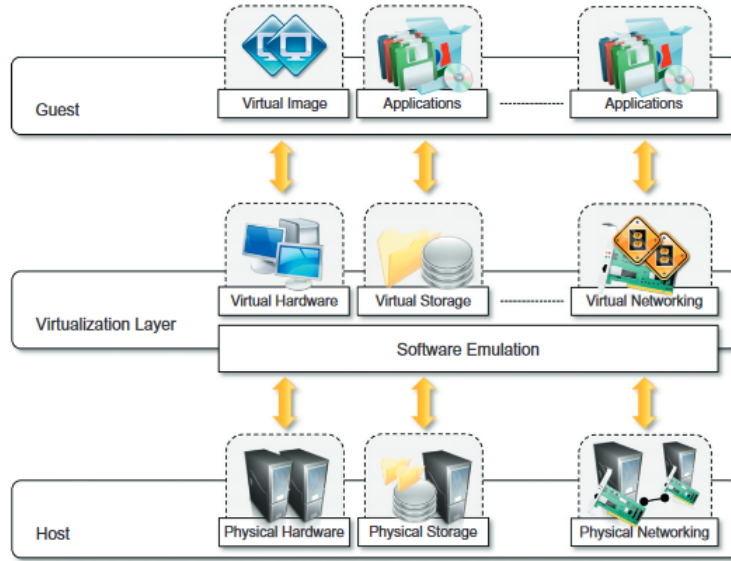 Guest
Virtual Image
Applications
Applications
Virtualization Layer
Virtual Hardware
Virtual Storage
Virtual Networking
Software Emulation
Host
Physical Hardware
Physical Storage
Physical Networking